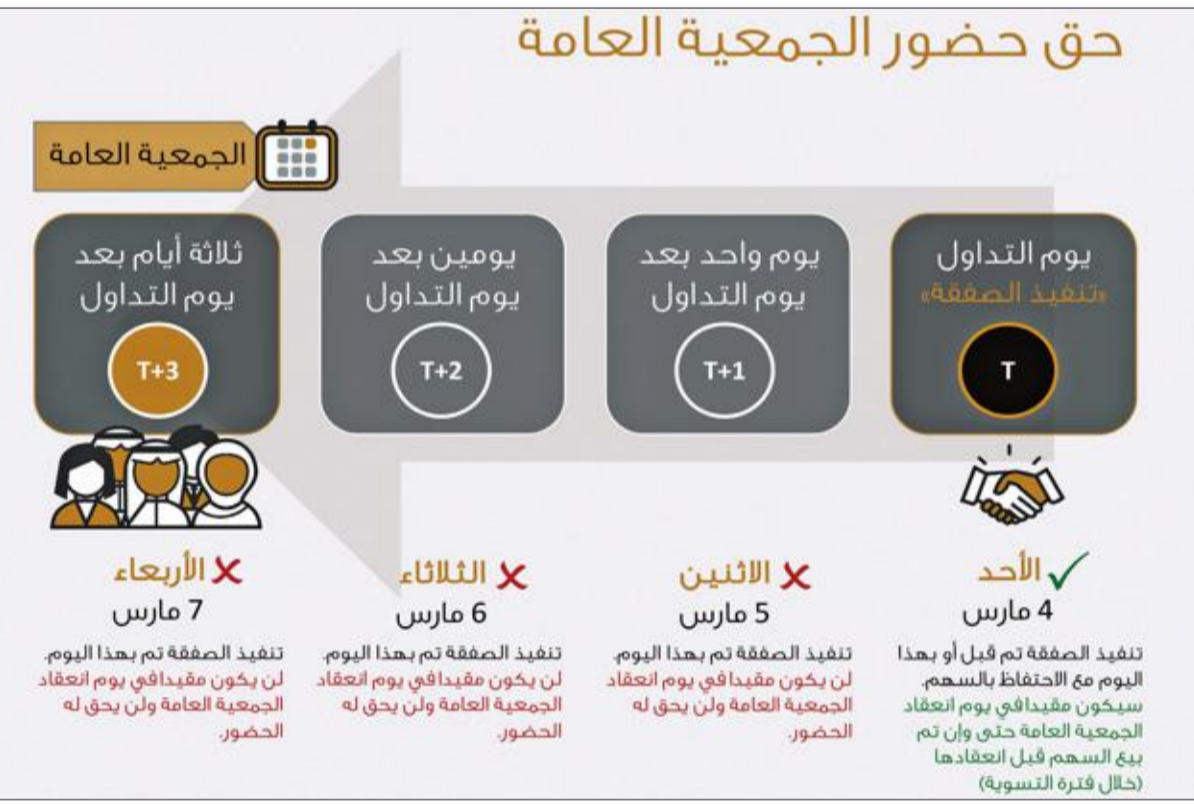 حق حضور الجمعية العامة
الجمعية العامة
يوم التداول
«تنفيذ الصفقة»
T
يوم واحد بعد
يوم التداول
T+1
يومين بعد
يوم التداول
T+2
ثلاثة أيام بعد
يوم التداول
T+3
الأحد
4 مارس
تنفيذ الصفقة تم قبل أو بهذا
اليوم مع الاحتفاظ بالسهم.
سيكون مقيدافي يوم انعقاد
الجمعية العامة حتى وإن تم
بيع السهم قبل انعقادها
(خلال فترة التسوية)
الاثنين
5 مارس
تنفيذ الصفقة تم بهذا اليوم.
لن يكون مقيدافي يوم انعقاد
الجمعية العامة ولن يحق له
الحضور.
الثلاثاء
6 مارس
تنفيذ الصفقة تم بهذا اليوم.
لن يكون مقيدافي يوم انعقاد
الجمعية العامة ولن يحق له
الحضور.
الأربعاء
7 مارس
تنفيذ الصفقة تم بهذا اليوم.
لن يكون مقيدافي يوم انعقاد
الجمعية العامة ولن يحق له
الحضور.